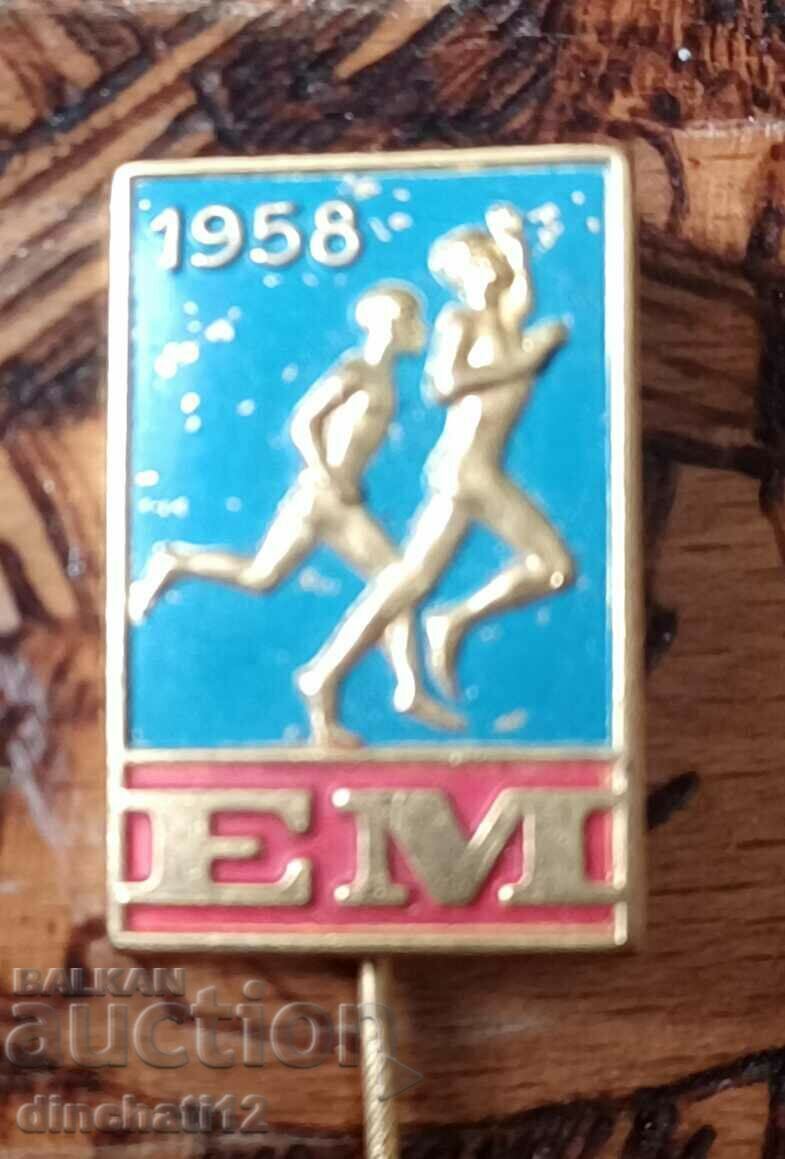 1958
EM
BALKAN
auction
dinchati12